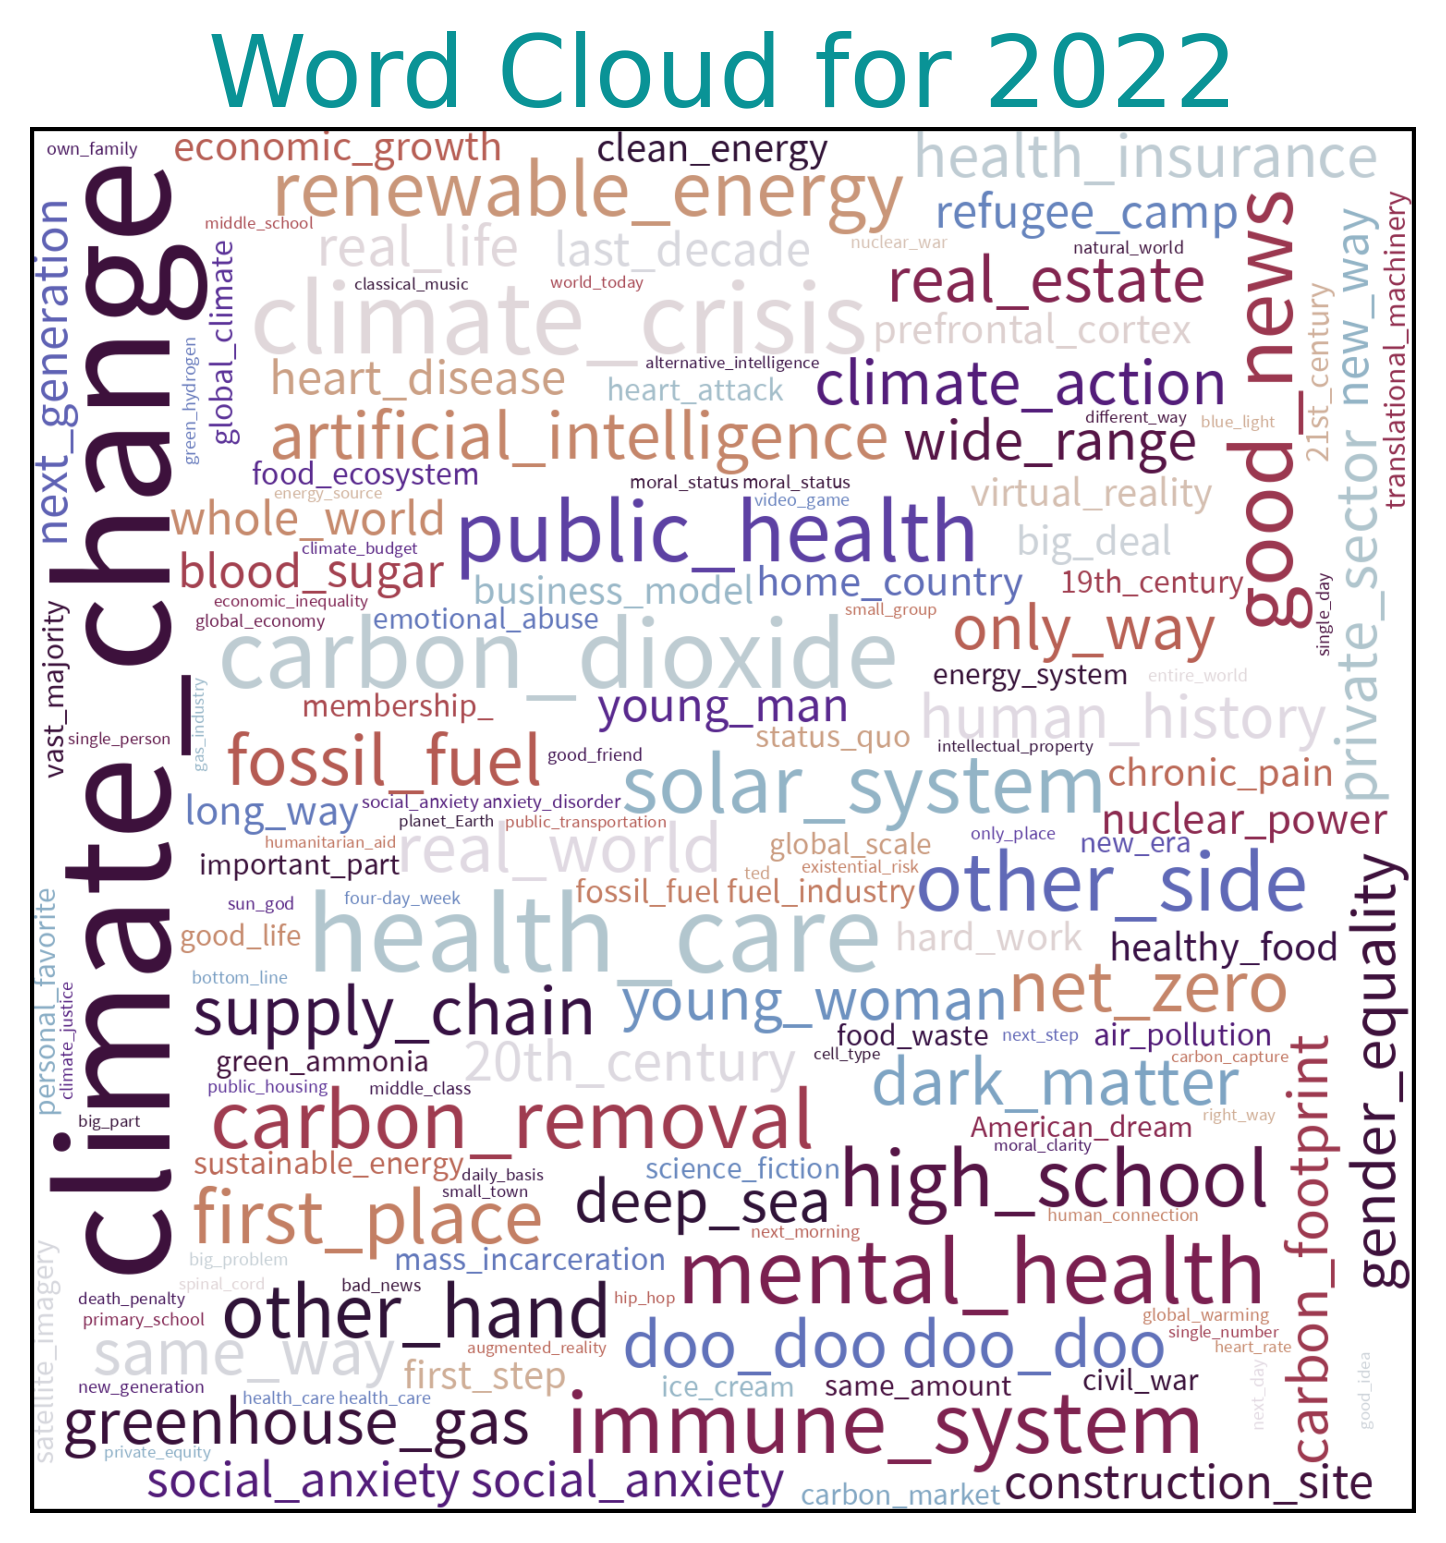 Word Cloud for 2022
own_family
economic_growth
clean_energy
health_insurance
renewable_energy
refugee_camp
middle_school
real_life
last_decade
nuclear_war
natural_world
good_news
new_way
translational_machinery
next_generation
climate_change
global_climate
classical_music
world_today
climate_crisis
real_estate
prefrontal_cortex
21st_century
green_hydrogen
alternative_intelligence
heart_disease
heart_attack
climate_action
different_way
blue_light
artificial_intelligence
wide_range
food_ecosystem
moral_status moral_status
energy_source
video_game
virtual_reality
private_sector
whole_world
public_health
big_deal
climate_budget
blood_sugar
business_model
home_country
19th_century
single_day
economic_inequality
global_economy
emotional_abuse
small_group
only_way
vast_majority
carbon_dioxide
energy_system
entire_world
gas_industry
membership_
young_man
human_history
single_person
status_quo
intellectual_property
fossil_fuel
good_friend
solar_system
chronic_pain
long_way
social_anxiety anxiety_disorder
planet_Earth
public_transportation
nuclear_power
humanitarian_aid
real_world
global_scale
only_place
new_era
important_part
existential_risk
ted
fossil_fuel fuel_industry
other_side
four-day_week
sun_god
health_care
good_life
hard_work
healthy_food
gender_equality
personal_favorite
bottom_line
climate_justice
supply_chain
young_woman
net_zero
food_waste
next_step
air_pollution
green_ammonia
20th_century
cell_type
carbon_capture
public_housing
middle_class
dark_matter
carbon_footprint
big_part
carbon_removal
right_way
American_dream
moral_clarity
sustainable_energy
daily_basis
science_fiction
high_school
small_town
first_place
deep_sea
human_connection
next_morning
satellite_imagery
big_problem
mass_incarceration
mental_health
spinal_cord
bad_news
death_penalty
other_hand
hip_hop
primary_school
global_warming
same_way
augmented_reality
doo_doo doo_doo
single_number
heart_rate
new_generation
first_step
ice_cream
same_amount
civil_war
next_day
good_idea
health_care health_care
greenhouse_gas
immune_system
private_equity
social_anxiety social_anxiety
carbon_market
construction_site